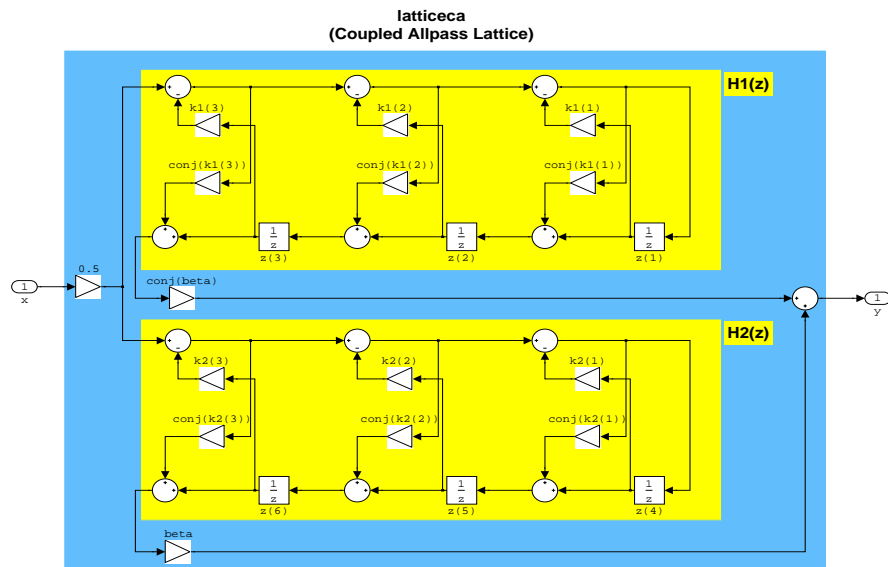 latticeca
(Coupled Allpass Lattice)
H1(z)
+ - + - + -
k1(3) k1(2) k1(1)
conj(k1(3)) conj(k1(2)) conj(k1(1))
+ + 1/z + + 1/z + + 1/z
z(3) z(2) z(1)
0.5
conj(beta)
1
x
+ +
1
y
H2(z)
+ - + - + -
k2(3) k2(2) k2(1)
conj(k2(3)) conj(k2(2)) conj(k2(1))
+ + 1/z + + 1/z + + 1/z
z(6) z(5) z(4)
beta